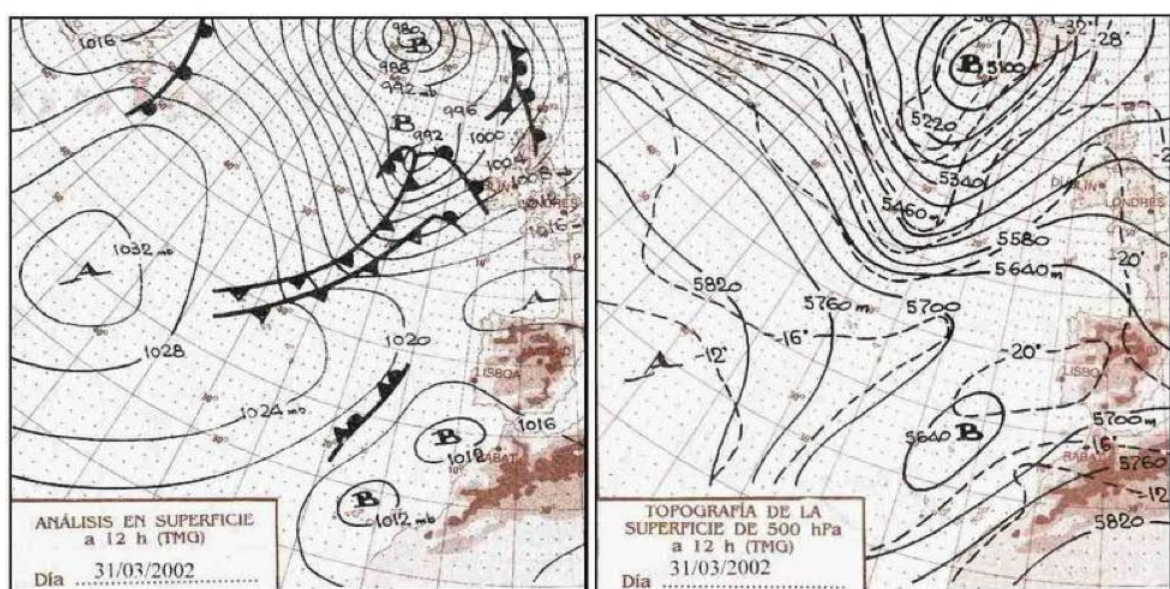 1016
980
B
988
992 mb
B
992
996
1000
1004
1008 mb
LONDRES
1016
1032 mb
A
A
1028
1020
LISBOA
1024 mb
1016
B
1012
RABAT
B
1012 mb
ANÁLISIS EN SUPERFICIE
a 12 h (TMG)
Día 31/03/2002
-32°
-28°
B
5100
5220
5340
5460 m
LONDRES
5580
5640 m
-20°
5820
5760 m
5700
-16°
-12°
A
-20°
LISBO
5640
B
5700 m
-16°
RABA
5760
-12
5820
TOPOGRAFÍA DE LA
SUPERFICIE DE 500 hPa
a 12 h (TMG)
Día 31/03/2002